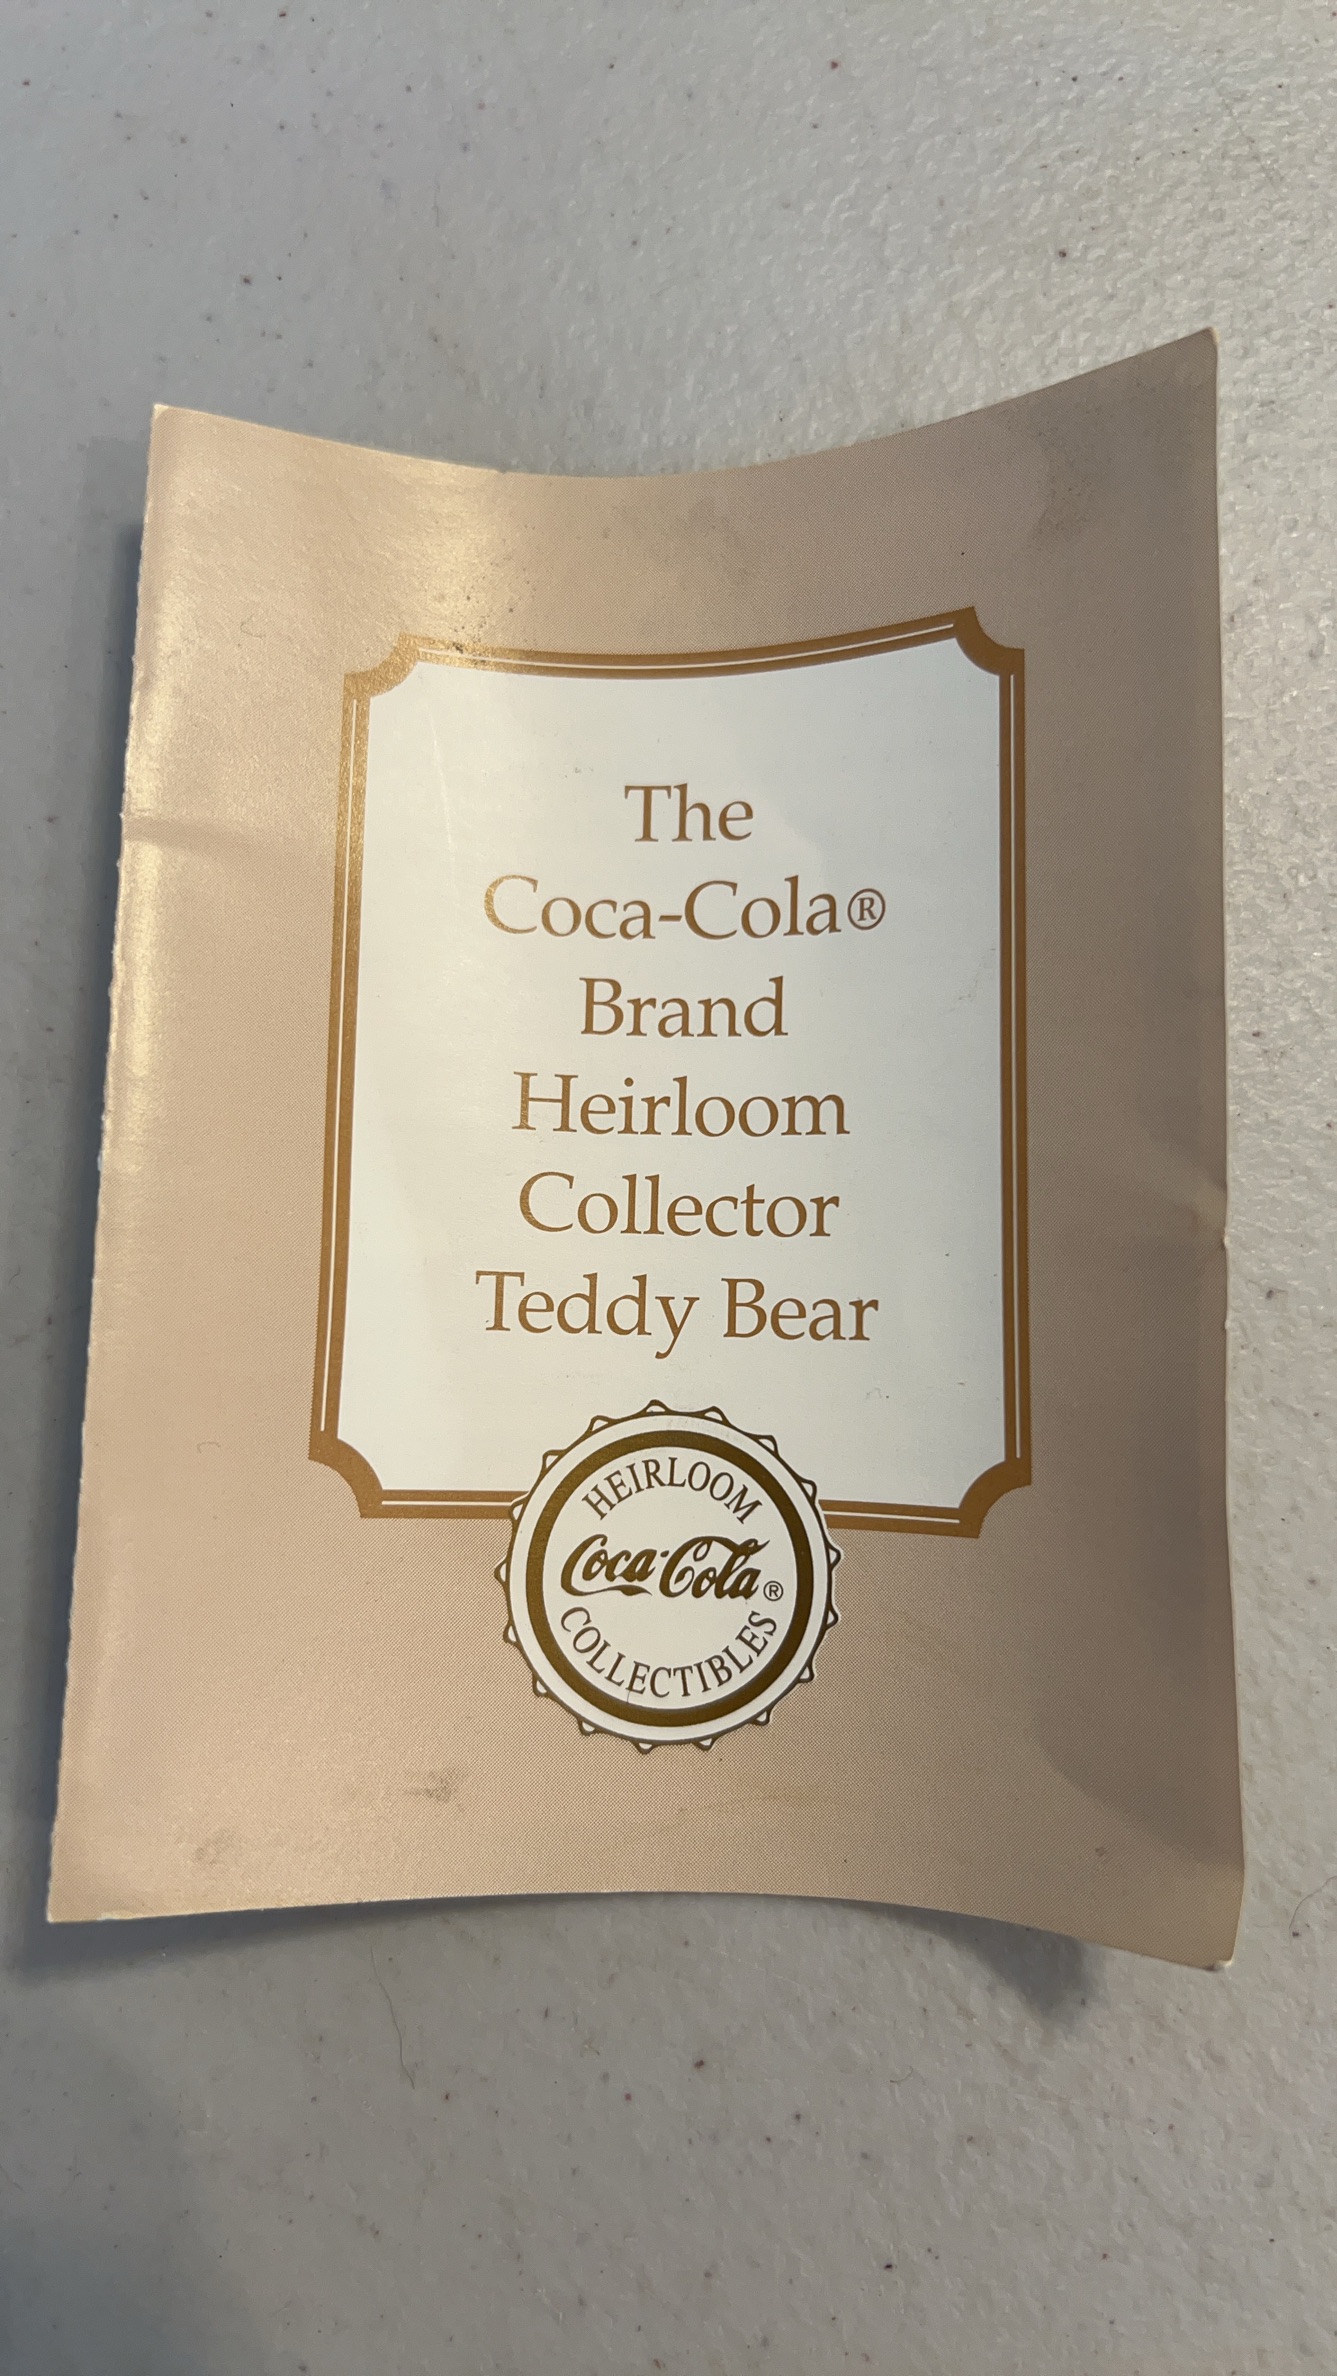 The
Coca-Cola®
Brand
Heirloom
Collector
Teddy Bear
HEIRLOOM
Coca-Cola®
COLLECTIBLES